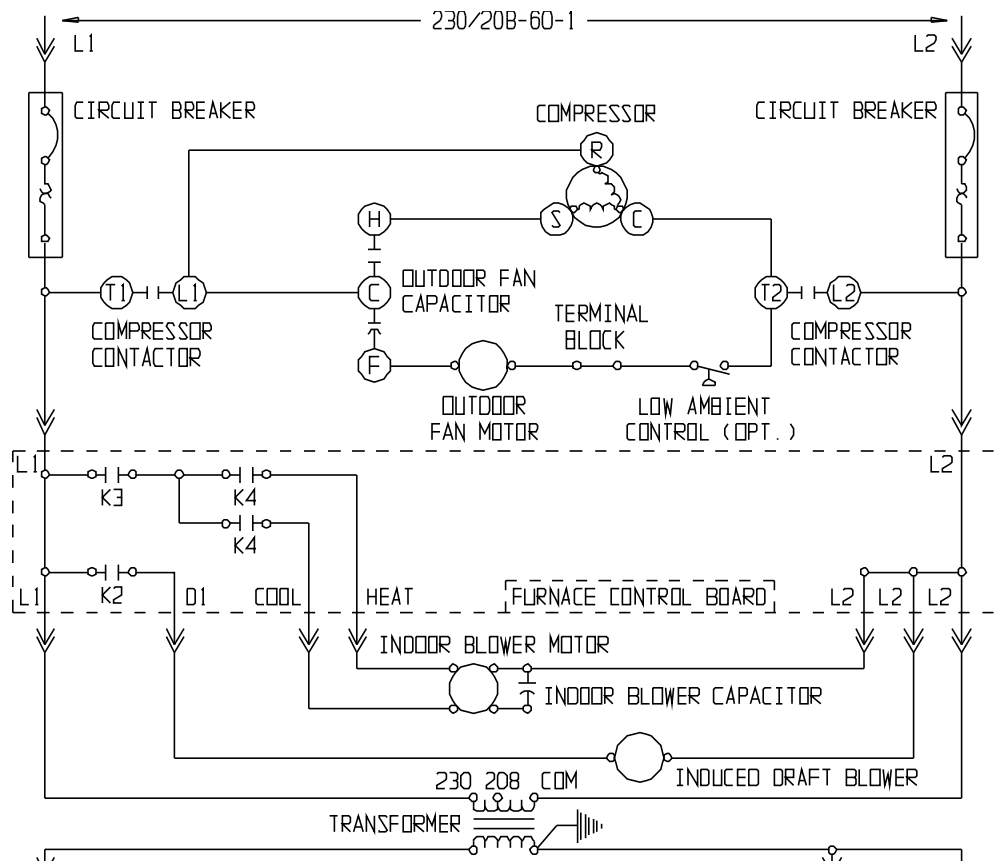 230/208-60-1
L1
L2
CIRCUIT BREAKER
COMPRESSOR
CIRCUIT BREAKER
R
H
S
C
T1
L1
C
OUTDOOR FAN
CAPACITOR
T2
L2
COMPRESSOR
CONTACTOR
TERMINAL
BLOCK
COMPRESSOR
CONTACTOR
F
OUTDOOR
FAN MOTOR
LOW AMBIENT
CONTROL (OPT.)
L1
L2
K3
K4
K4
L1
K2
D1
COOL
HEAT
FURNACE CONTROL BOARD
L2
L2
L2
INDOOR BLOWER MOTOR
INDOOR BLOWER CAPACITOR
INDUCED DRAFT BLOWER
230 208 COM
TRANSFORMER